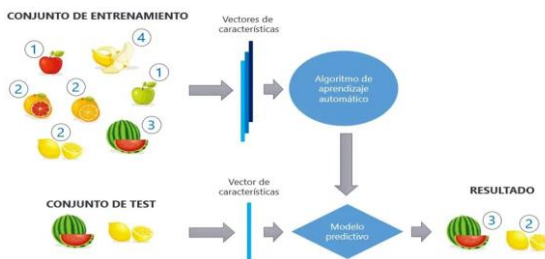 CONJUNTO DE ENTRENAMIENTO
Vectores de
características
1
4
1
2
2
2
3
Algoritmo de
aprendizaje
automático
CONJUNTO DE TEST
Vector de
características
Modelo
predictivo
RESULTADO
3
2